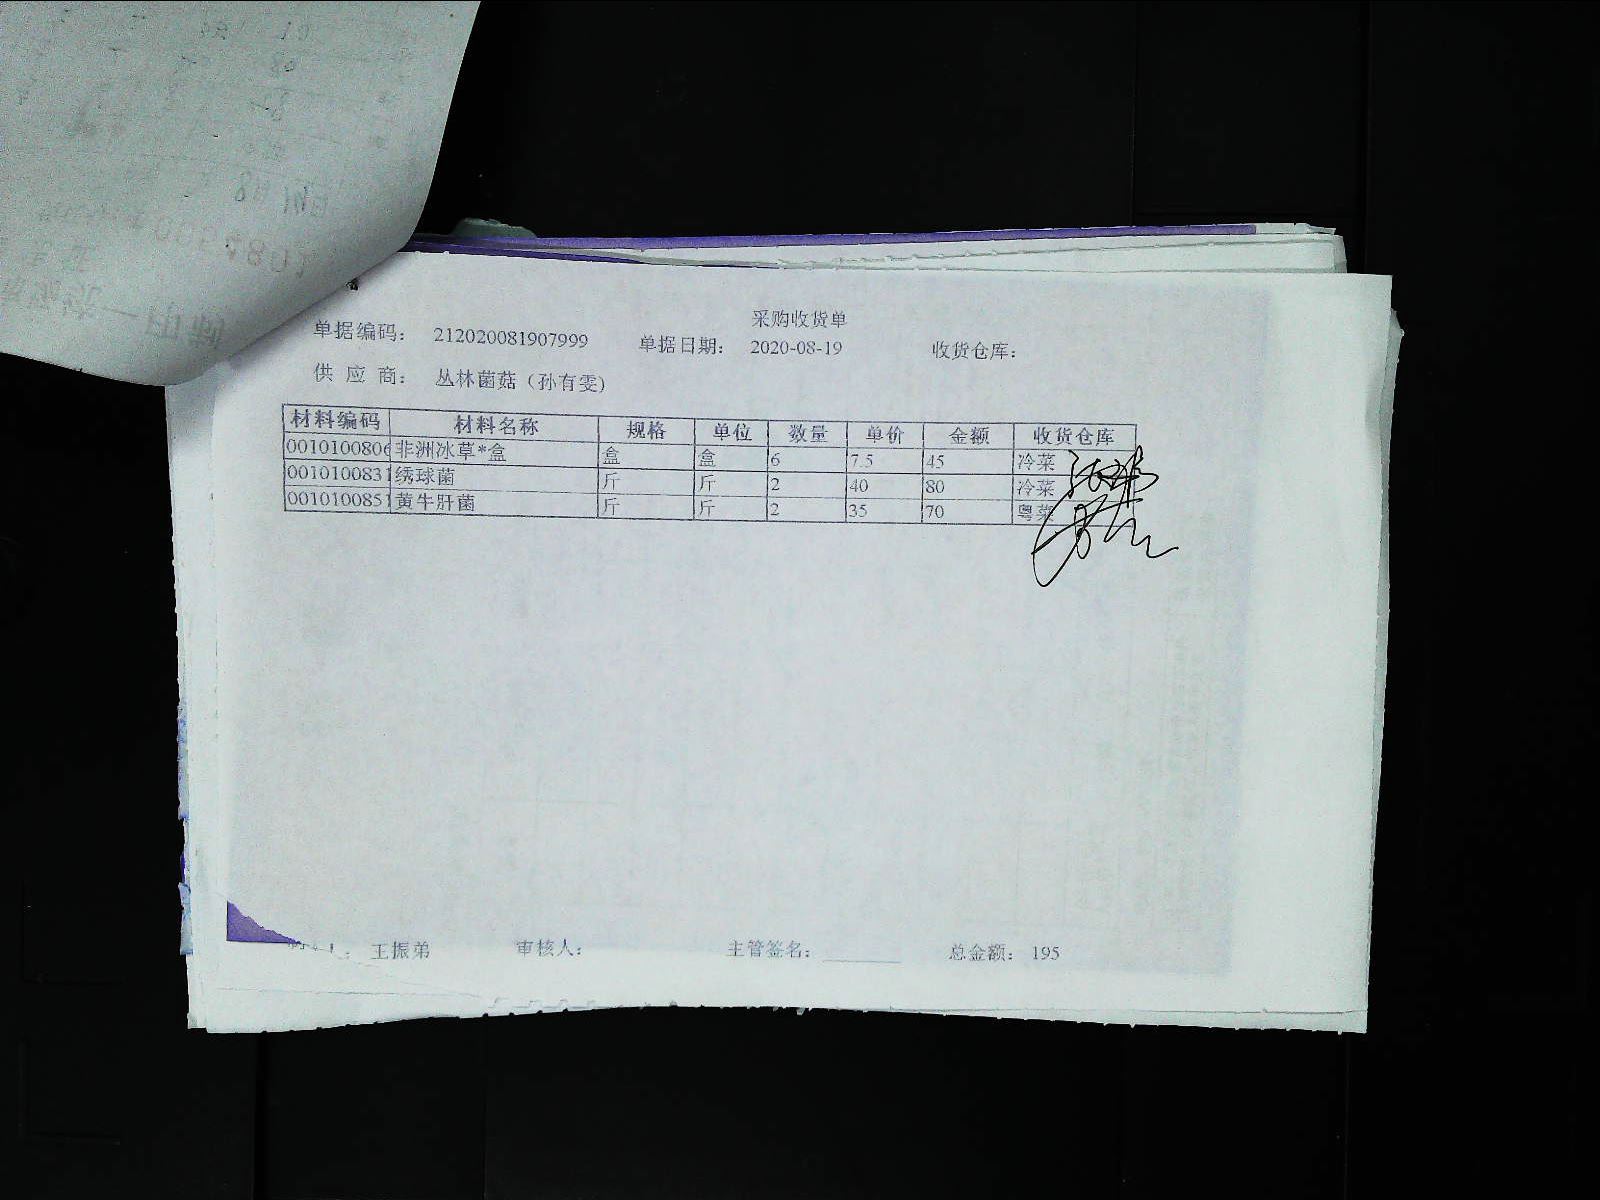 采购收货单
单据编码： 212020081907999 单据日期： 2020-08-19 收货仓库：
供 应 商： 丛林菌菇（孙有雯)
材料编码 材料名称 规格 单位 数量 单价 金额 收货仓库
0010100806 非洲冰草*盒 盒 盒 6 7.5 45 冷菜
0010100831 绣球菌 斤 斤 2 40 80 冷菜
0010100851 黄牛肝菌 斤 斤 2 35 70 粤菜
王振弟 审核人： 主管签名： 总金额： 195